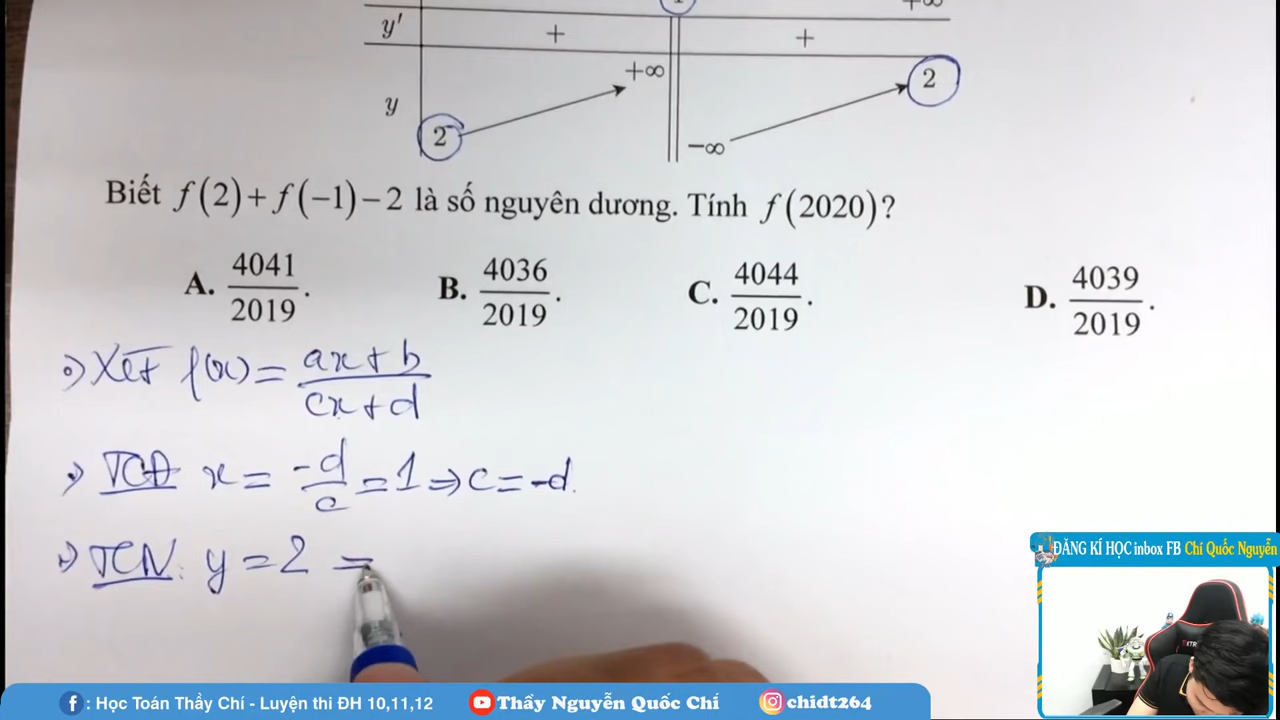 1
+∞
y′ + +
+∞ 2
y
2 −∞
Biết f(2)+f(−1)−2 là số nguyên dương. Tính f(2020)?
A. 4041/2019. B. 4036/2019. C. 4044/2019. D. 4039/2019.
Xét f(x) = (ax+b)/(cx+d)
TCĐ x = -d/c = 1 ⇒ c = -d.
TCN: y = 2 =
ĐĂNG KÍ HỌC inbox FB Chí Quốc Nguyễn
f : Học Toán Thầy Chí - Luyện thi ĐH 10,11,12 Thầy Nguyễn Quốc Chí chidt264